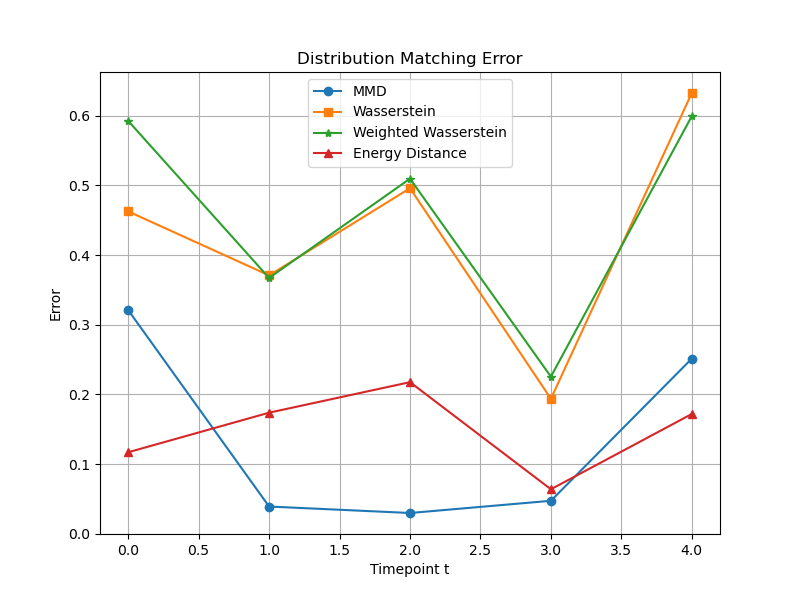 Distribution Matching Error
MMD
Wasserstein
Weighted Wasserstein
Energy Distance
Error
0.6
0.5
0.4
0.3
0.2
0.1
0.0
0.0 0.5 1.0 1.5 2.0 2.5 3.0 3.5 4.0
Timepoint t